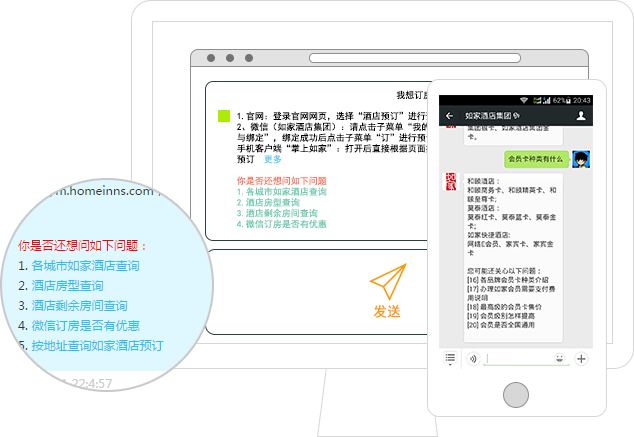 我想订房
1. 官网：登录官网网页，选择“酒店预订”进行
2、微信（如家酒店集团）：请点击子菜单“我的
与绑定”，绑定成功后点击子菜单“订”进行预
手机客户端“掌上如家”：打开后直接根据页面
预订 更多
你是否还想问如下问题
1. 各城市如家酒店查询
2. 酒店房型查询
3. 酒店剩余房间查询
4. 微信订房是否有优惠
发送
m.homeinns.com
你是否还想问如下问题：
1. 各城市如家酒店查询
2. 酒店房型查询
3. 酒店剩余房间查询
4. 微信订房是否有优惠
5. 按地址查询如家酒店预订
22:4:57
62% 20:43
如家酒店集团
集团银卡、如家酒店集团金
卡。
会员卡种类有什么
和颐酒店：
和颐商务卡、和颐精英卡、和
颐至尊卡;
莫泰酒店：
莫泰红卡、莫泰蓝卡、莫泰金
卡;
如家快捷酒店:
网络E会员、家宾卡、家宾金
卡
您可能还关心以下问题：
[16] 各品牌会员卡种类介绍
[17] 办理如家会员需要支付费
用说明
[18] 最高级的会员卡售价
[19] 会员级别怎样提高
[20] 会员是否全国通用